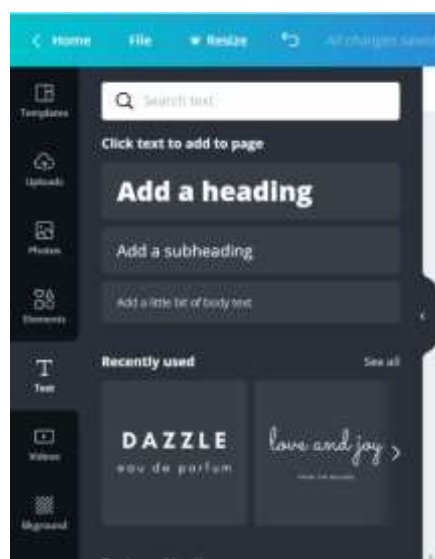 Home File Resize All changes saved
Templates
Uploads
Photos
Elements
Text
Videos
Bkground
Search text
Click text to add to page
Add a heading
Add a subheading
Add a little bit of body text
Recently used See all
DAZZLE
eau de parfum
love and joy